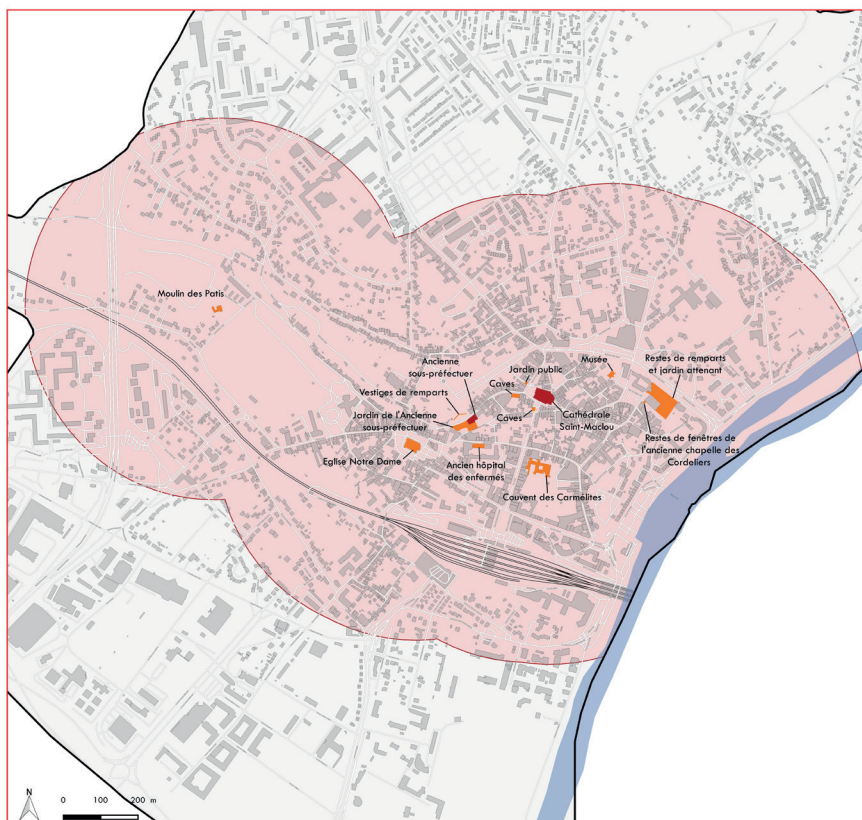 Moulin des Patis
Ancienne
sous-préfectuer
Jardin public
Musée
Restes de remparts
et jardin attenant
Vestiges de remparts
Caves
Jardin de l'Ancienne
sous-préfectuer
Caves
Cathédrale
Saint-Maclou
Restes de fenêtres de
l'ancienne chapelle des
Cordeliers
Eglise Notre Dame
Ancien hôpital
des enfermés
Couvent des Carmélites
N
0 100 200 m